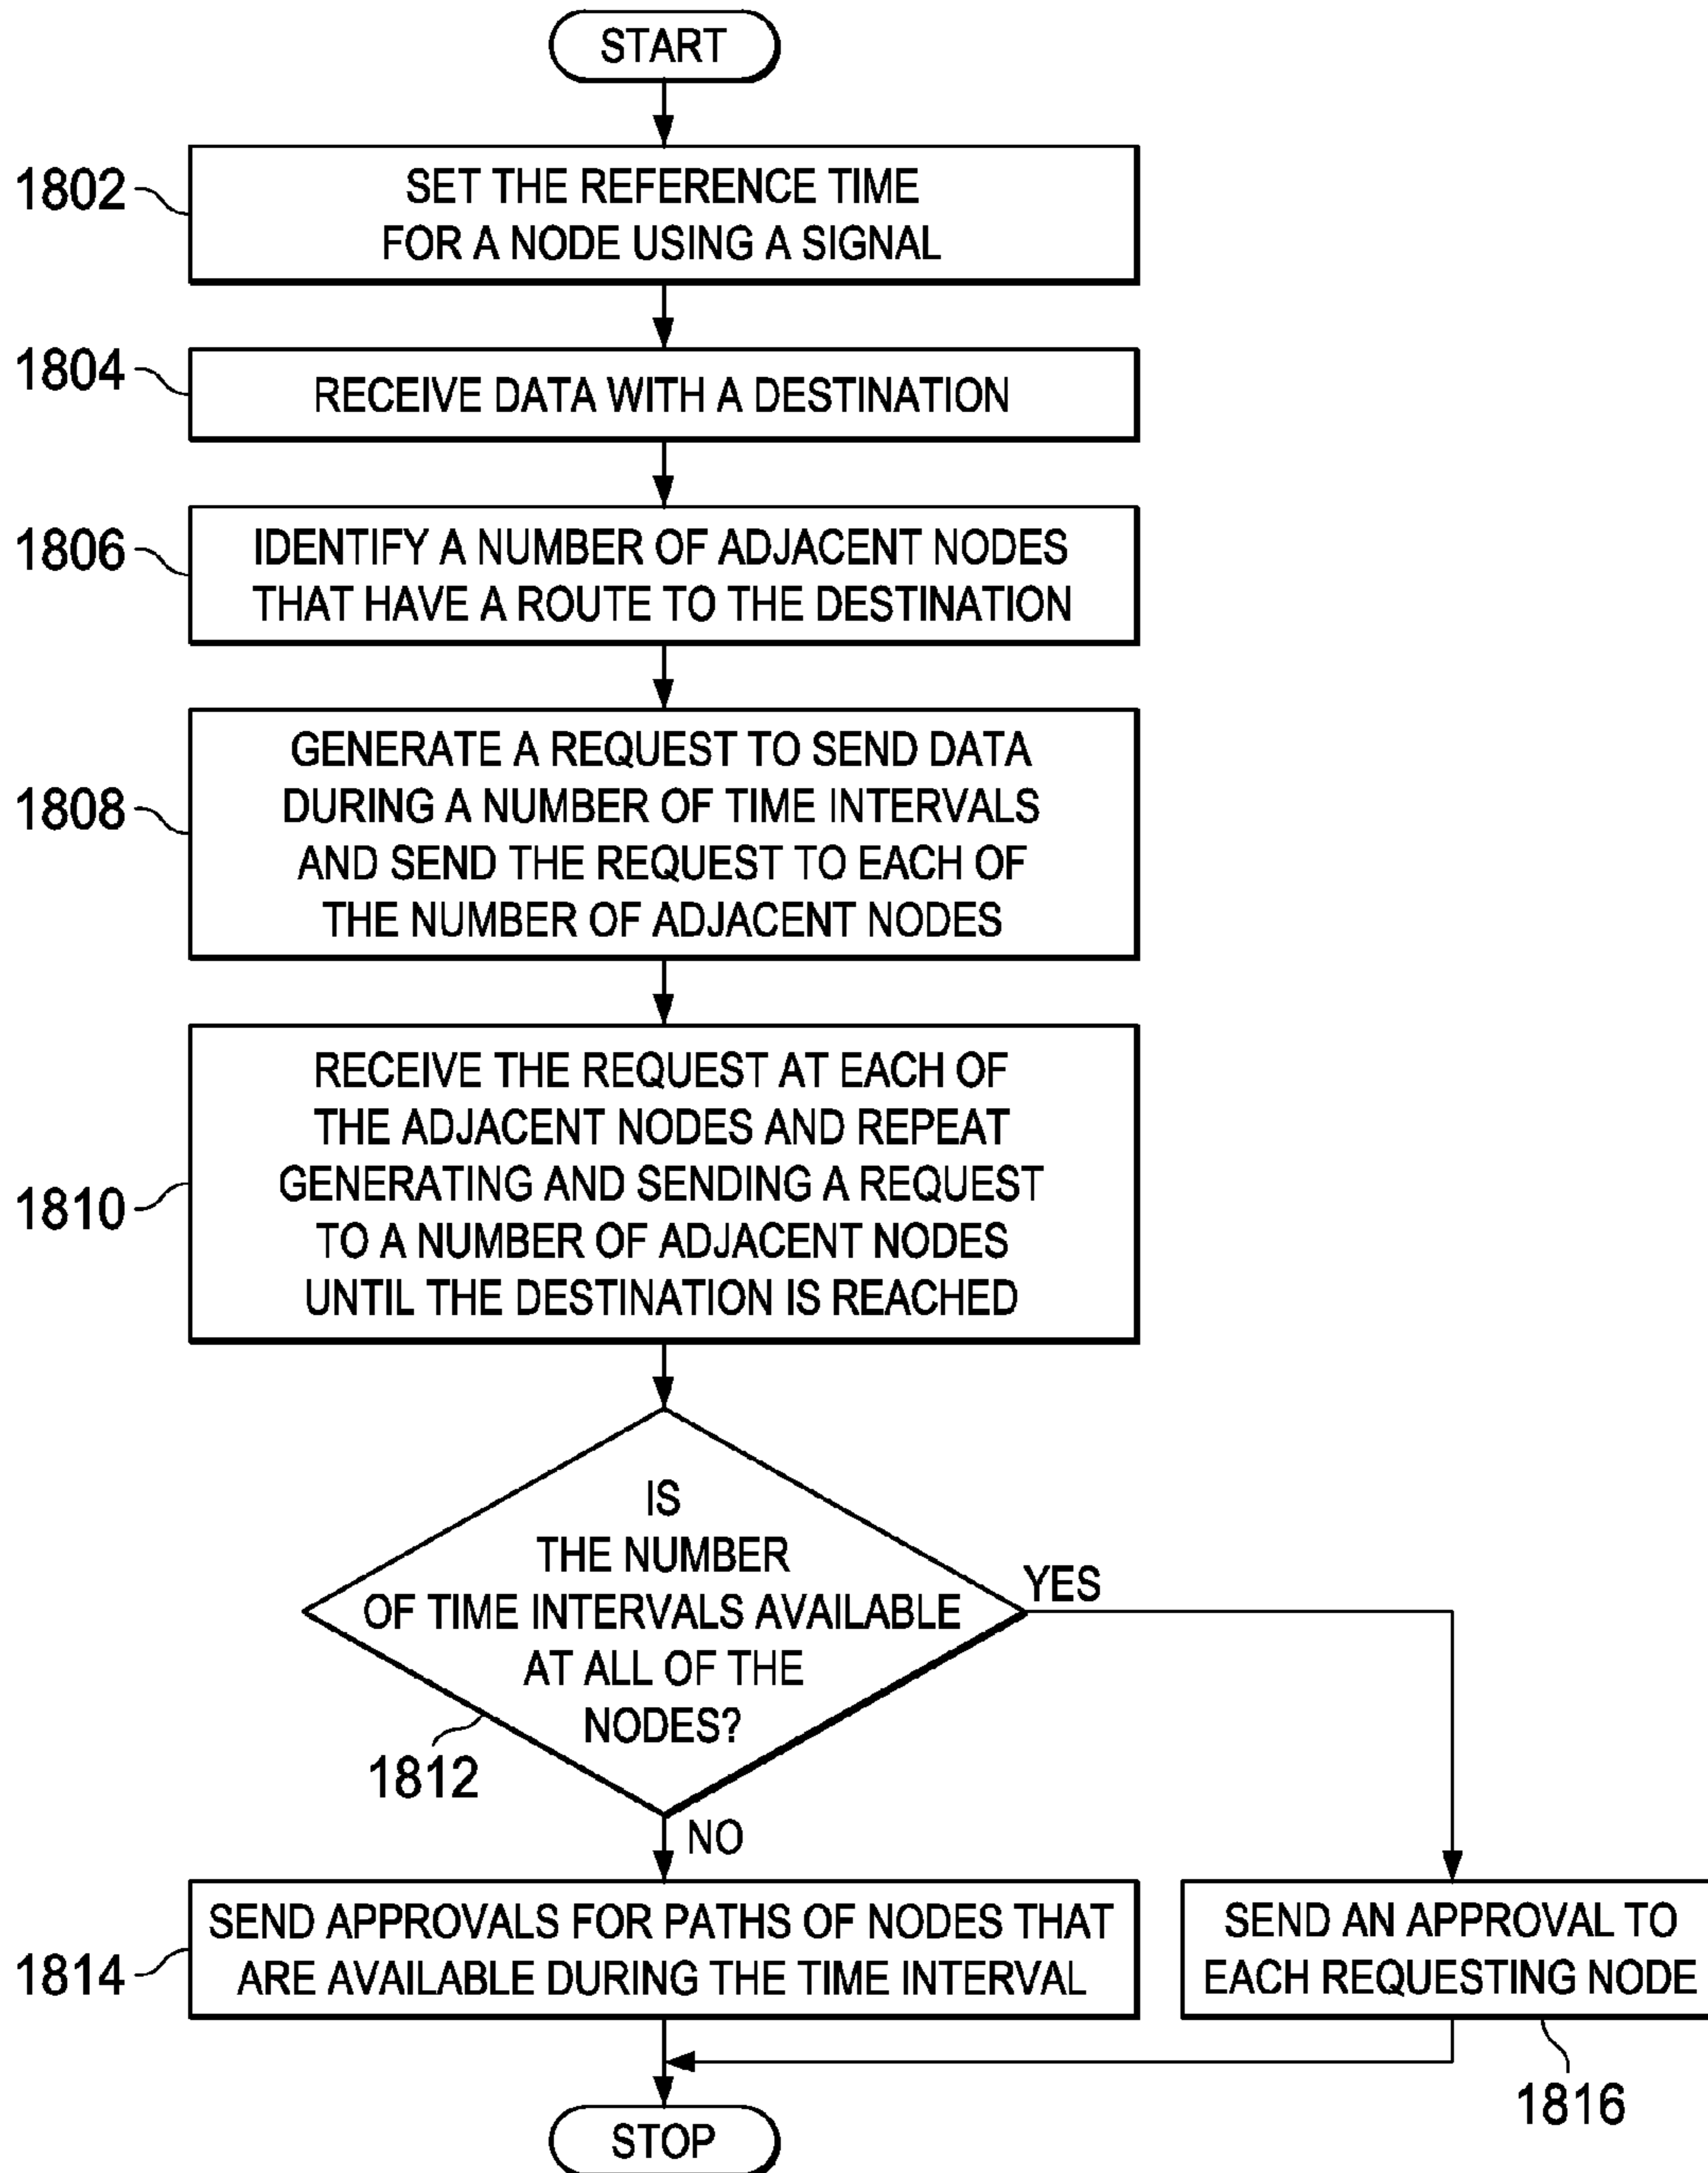 START
1802
SET THE REFERENCE TIME
FOR A NODE USING A SIGNAL
1804
RECEIVE DATA WITH A DESTINATION
1806
IDENTIFY A NUMBER OF ADJACENT NODES
THAT HAVE A ROUTE TO THE DESTINATION
1808
GENERATE A REQUEST TO SEND DATA
DURING A NUMBER OF TIME INTERVALS
AND SEND THE REQUEST TO EACH OF
THE NUMBER OF ADJACENT NODES
1810
RECEIVE THE REQUEST AT EACH OF
THE ADJACENT NODES AND REPEAT
GENERATING AND SENDING A REQUEST
TO A NUMBER OF ADJACENT NODES
UNTIL THE DESTINATION IS REACHED
IS
THE NUMBER
OF TIME INTERVALS AVAILABLE
AT ALL OF THE
NODES?
YES
1812
NO
1814
SEND APPROVALS FOR PATHS OF NODES THAT
ARE AVAILABLE DURING THE TIME INTERVAL
SEND AN APPROVAL TO
EACH REQUESTING NODE
1816
STOP